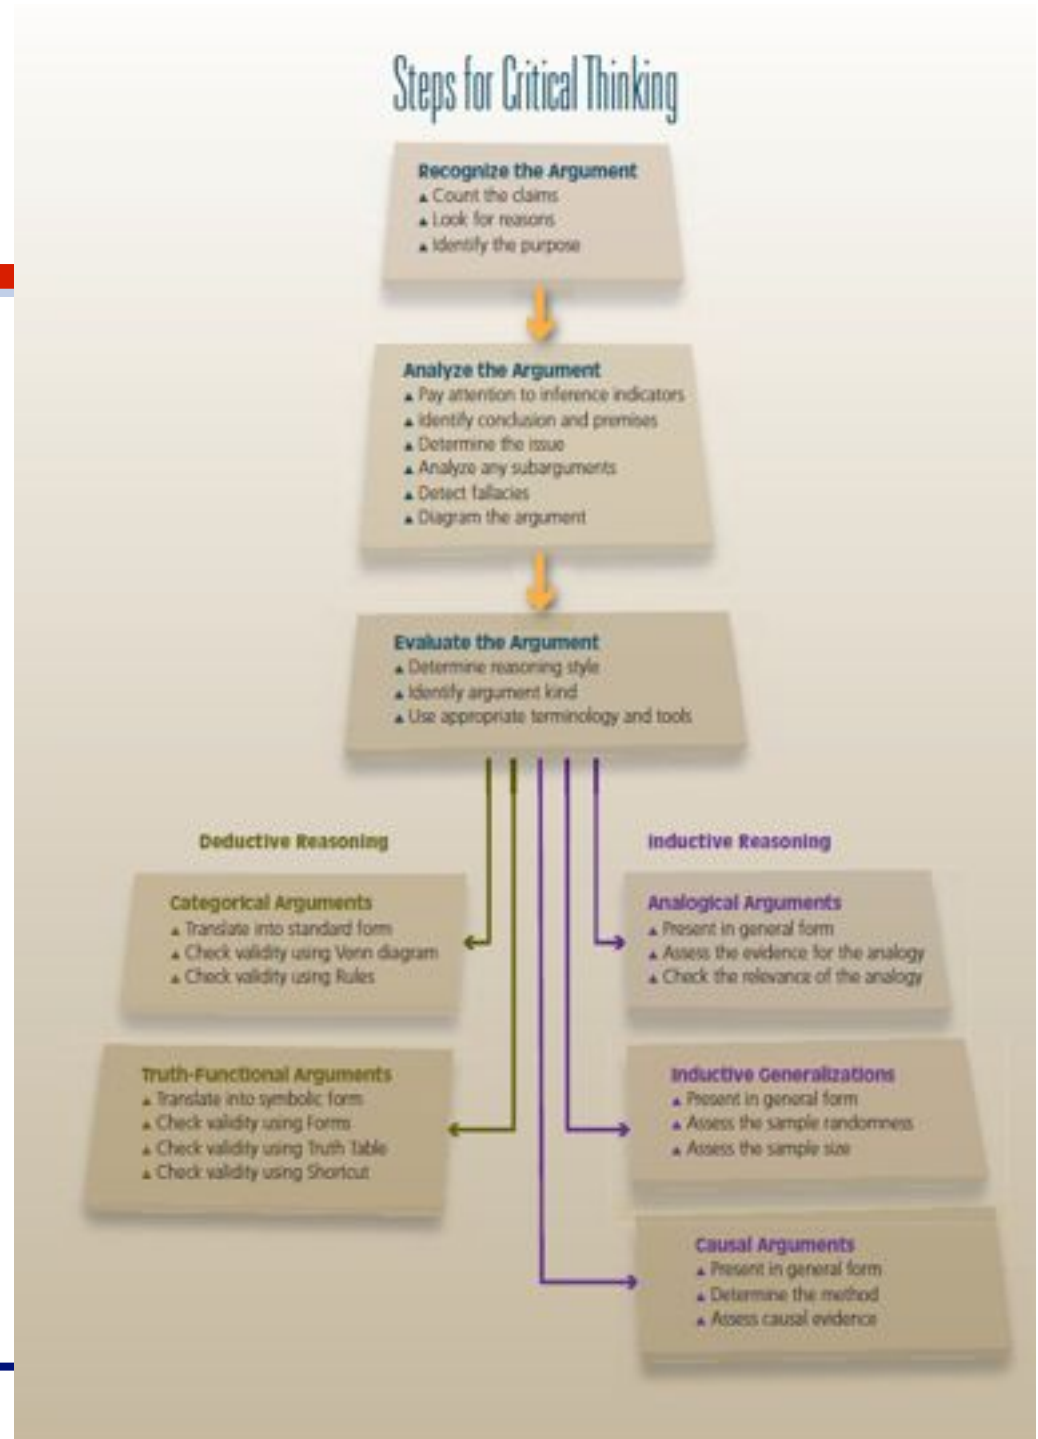 Steps for Critical Thinking
Recognize the Argument
▲ Count the claims
▲ Look for reasons
▲ Identify the purpose
Analyze the Argument
▲ Pay attention to inference indicators
▲ Identify conclusion and premises
▲ Determine the issue
▲ Analyze any subarguments
▲ Detect fallacies
▲ Diagram the argument
Evaluate the Argument
▲ Determine reasoning style
▲ Identify argument kind
▲ Use appropriate terminology and tools
Deductive Reasoning
Categorical Arguments
▲ Translate into standard form
▲ Check validity using Venn diagram
▲ Check validity using Rules
Truth-Functional Arguments
▲ Translate into symbolic form
▲ Check validity using Forms
▲ Check validity using Truth Table
▲ Check validity using Shortcut
Inductive Reasoning
Analogical Arguments
▲ Present in general form
▲ Assess the evidence for the analogy
▲ Check the relevance of the analogy
Inductive Generalizations
▲ Present in general form
▲ Assess the sample randomness
▲ Assess the sample size
Causal Arguments
▲ Present in general form
▲ Determine the method
▲ Assess causal evidence